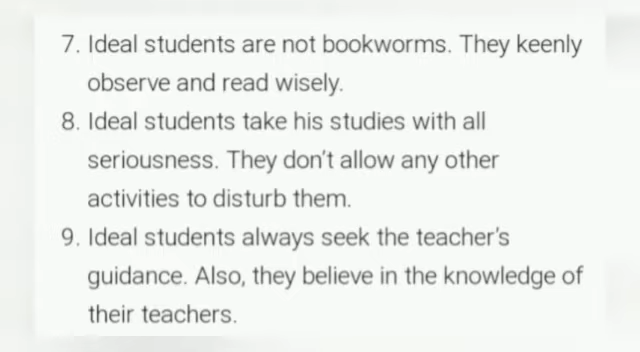 7. Ideal students are not bookworms. They keenly
observe and read wisely.
8. Ideal students take his studies with all
seriousness. They don't allow any other
activities to disturb them.
9. Ideal students always seek the teacher's
guidance. Also, they believe in the knowledge of
their teachers.